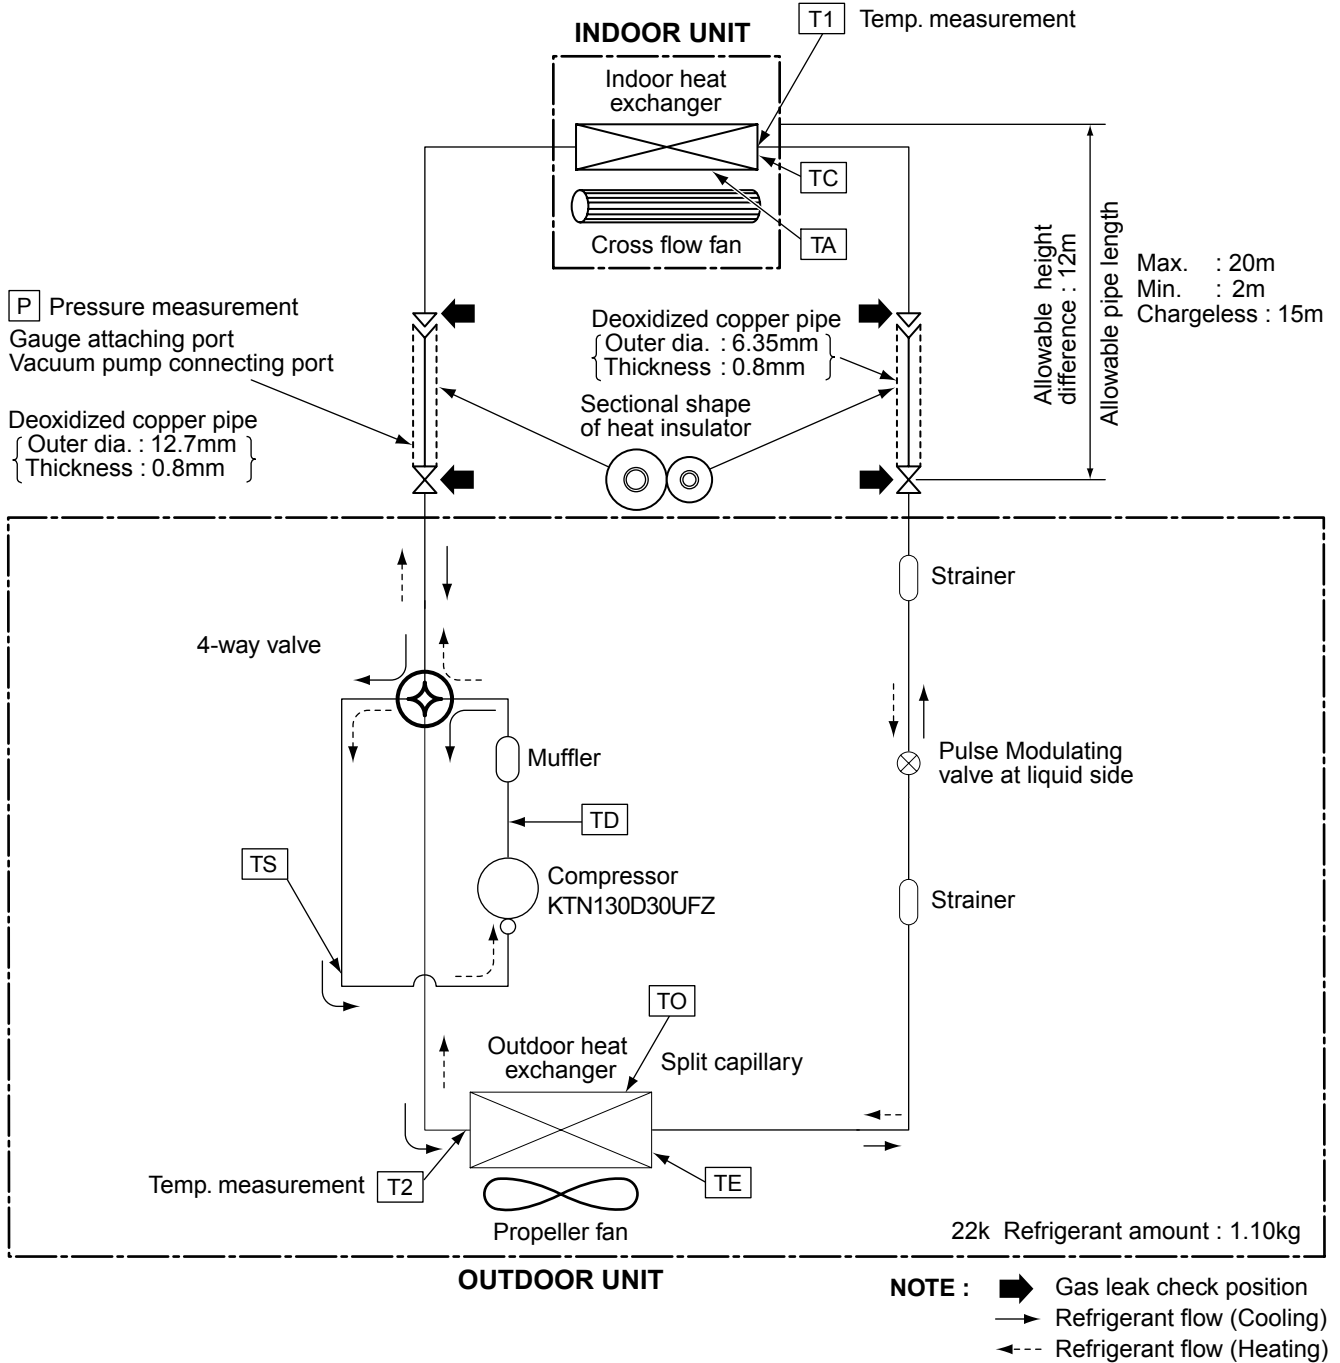 T1 Temp. measurement
INDOOR UNIT
Indoor heat
exchanger
TC
Cross flow fan
TA
Allowable height
difference : 12m
Allowable pipe length
Max. : 20m
Min. : 2m
Chargeless : 15m
P Pressure measurement
Gauge attaching port
Vacuum pump connecting port
Deoxidized copper pipe
Outer dia. : 12.7mm
Thickness : 0.8mm
Deoxidized copper pipe
Outer dia. : 6.35mm
Thickness : 0.8mm
Sectional shape
of heat insulator
Strainer
4-way valve
Muffler
Pulse Modulating
valve at liquid side
TD
TS
Compressor
KTN130D30UFZ
Strainer
TO
Outdoor heat
exchanger
Split capillary
Temp. measurement T2
TE
Propeller fan
22k Refrigerant amount : 1.10kg
OUTDOOR UNIT
NOTE :
Gas leak check position
Refrigerant flow (Cooling)
Refrigerant flow (Heating)